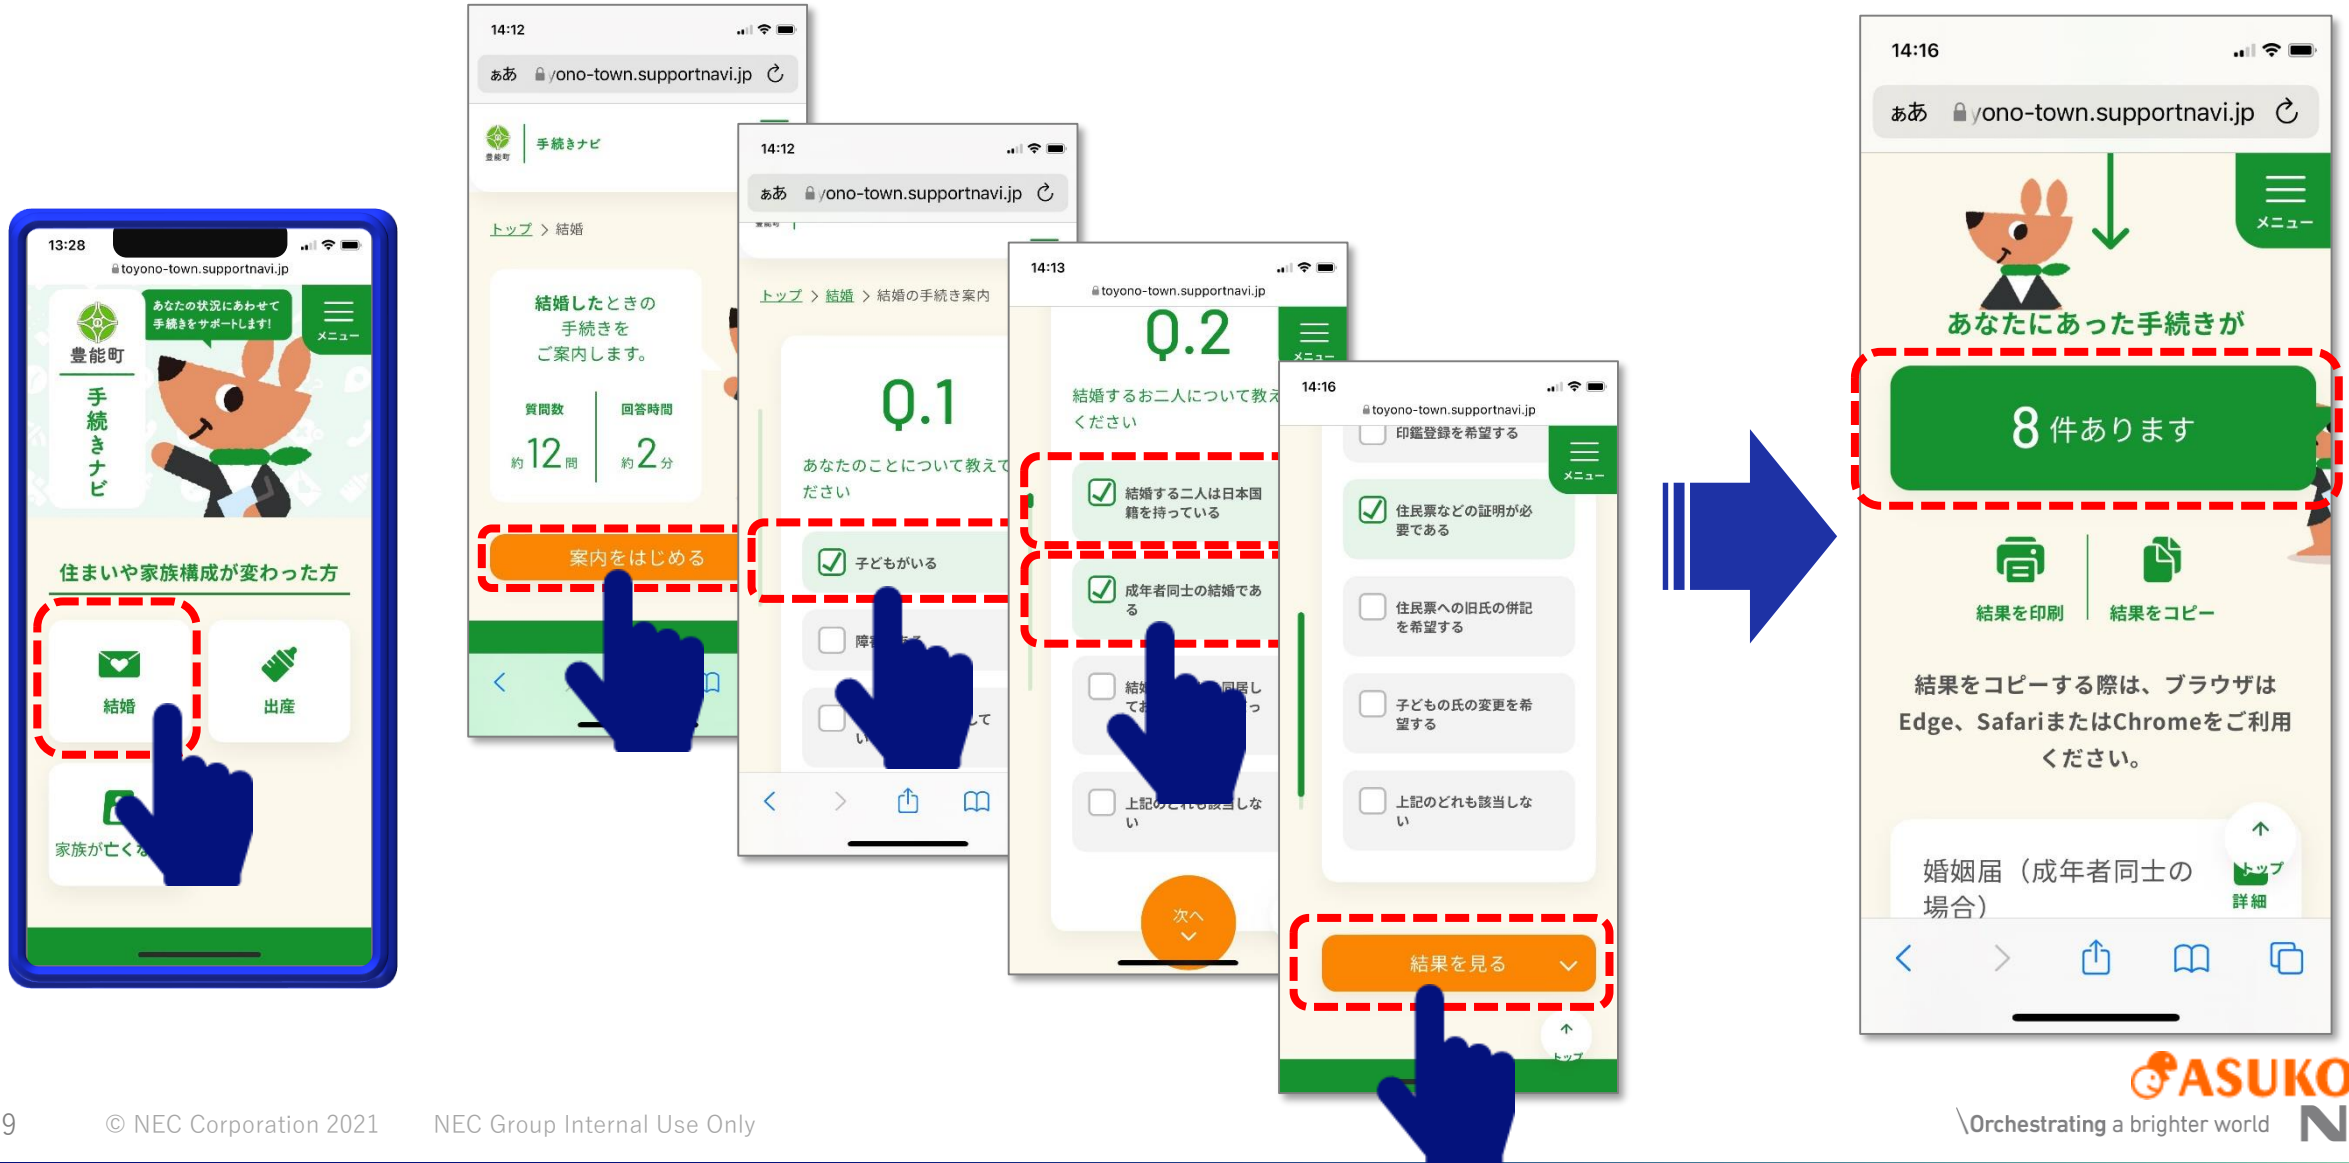 13:28
toyono-town.supportnavi.jp
豊能町
手続きナビ
あなたの状況にあわせて
手続きをサポートします!
メニュー
住まいや家族構成が変わった方
結婚
出産
家族が亡く
14:12
ぁあ yono-town.supportnavi.jp
豊能町
手続きナビ
トップ > 結婚
結婚したときの
手続きを
ご案内します。
質問数
約12問
回答時間
約2分
案内をはじめる
14:12
ぁあ yono-town.supportnavi.jp
豊能町
トップ > 結婚 > 結婚の手続き案内
Q.1
あなたのことについて教えて
ださい
子どもがいる
障
して
い
14:13
toyono-town.supportnavi.jp
メニュー
Q.2
結婚するお二人について教え
ください
結婚する二人は日本国
籍を持っている
成年者同士の結婚であ
る
結 同居し
て っ
上記のどれも該当しな
い
次へ
14:16
toyono-town.supportnavi.jp
メニュー
印鑑登録を希望する
住民票などの証明が必
要である
住民票への旧氏の併記
を希望する
子どもの氏の変更を希
望する
上記のどれも該当しな
い
結果を見る
トップ
14:16
ぁあ yono-town.supportnavi.jp
メニュー
あなたにあった手続きが
8件あります
結果を印刷
結果をコピー
結果をコピーする際は、ブラウザは
Edge、SafariまたはChromeをご利用
ください。
婚姻届（成年者同士の
場合）
トップ
詳細
ASUKO
9 © NEC Corporation 2021 NEC Group Internal Use Only
\Orchestrating a brighter world N